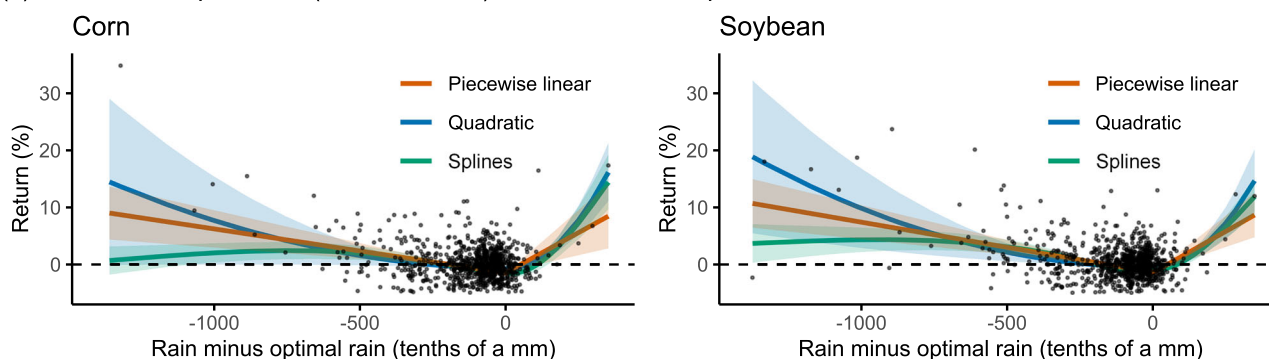 Corn
Soybean
Return (%)
30
20
10
0
Piecewise linear
Quadratic
Splines
-1000
-500
0
Rain minus optimal rain (tenths of a mm)
Return (%)
30
20
10
0
Piecewise linear
Quadratic
Splines
-1000
-500
0
Rain minus optimal rain (tenths of a mm)